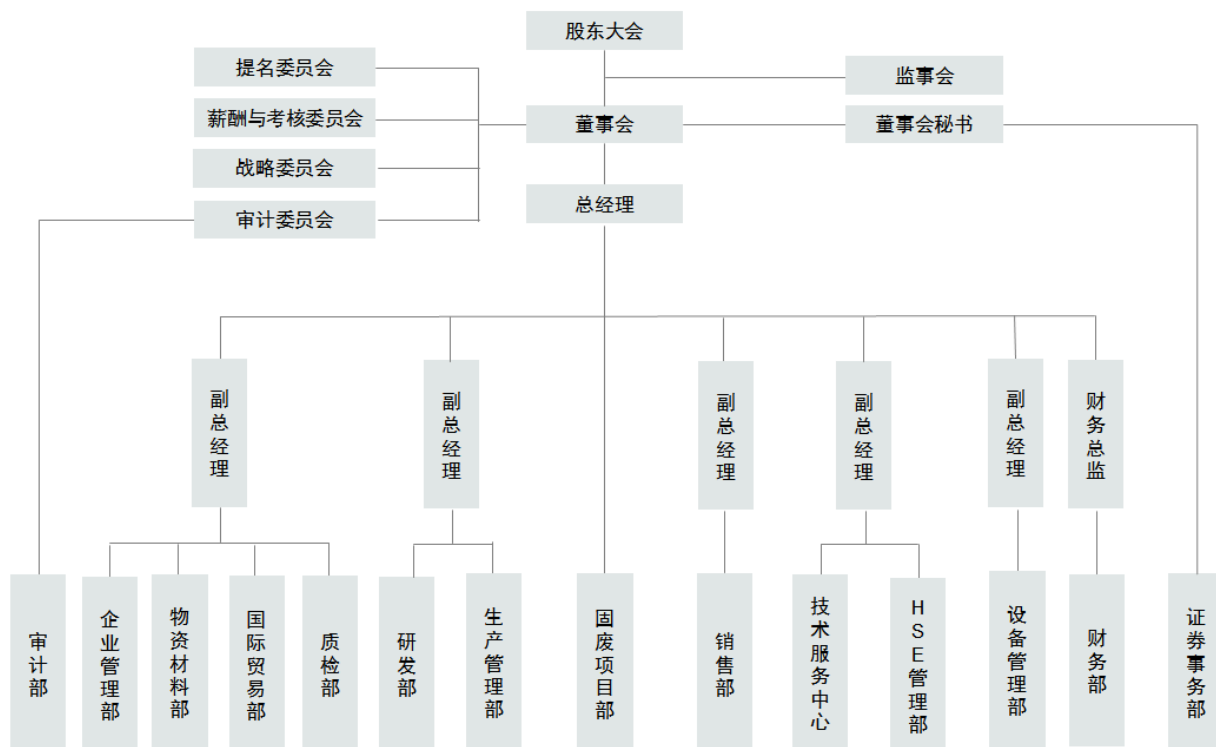 股东大会
提名委员会
监事会
薪酬与考核委员会
董事会
董事会秘书
战略委员会
总经理
审计委员会
副总经理
副总经理
副总经理
副总经理
副总经理
财务总监
审计部
企业管理部
物资材料部
国际贸易部
质检部
研发部
生产管理部
固废项目部
销售部
技术服务中心
HSE管理部
设备管理部
财务部
证券事务部